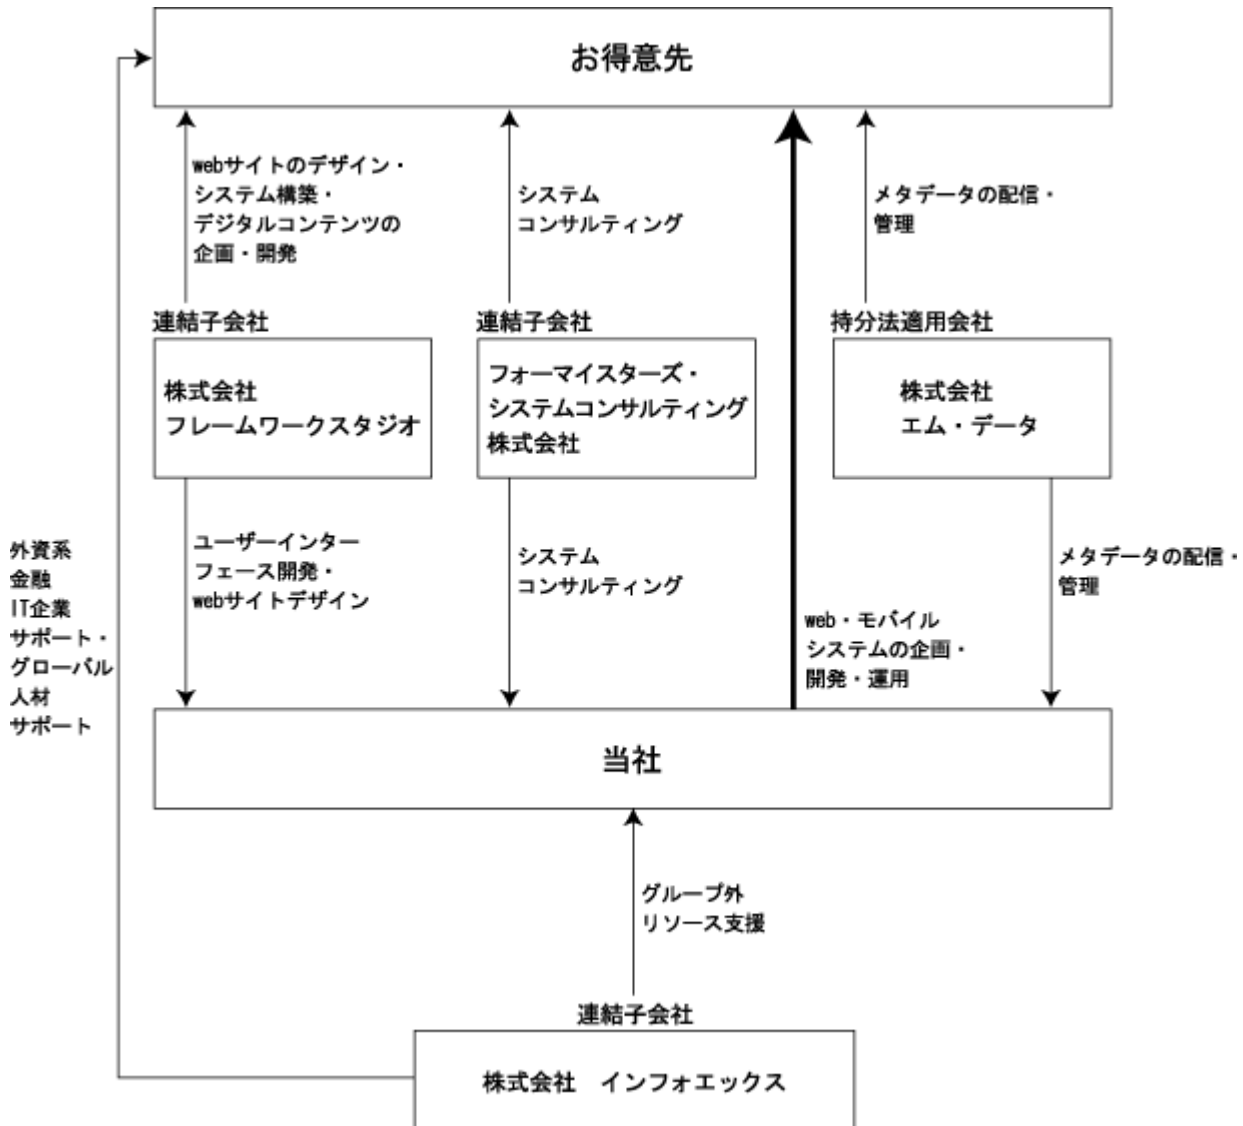 お得意先
webサイトのデザイン・
システム構築・
デジタルコンテンツの
企画・開発
システム
コンサルティング
メタデータの配信・
管理
連結子会社
株式会社
フレームワークスタジオ
連結子会社
フォーマイスターズ・
システムコンサルティング
株式会社
持分法適用会社
株式会社
エム・データ
外資系
金融
IT企業
サポート・
グローバル
人材
サポート
ユーザーインター
フェース開発・
webサイトデザイン
システム
コンサルティング
web・モバイル
システムの企画・
開発・運用
メタデータの配信・
管理
当社
グループ外
リソース支援
連結子会社
株式会社　インフォエックス